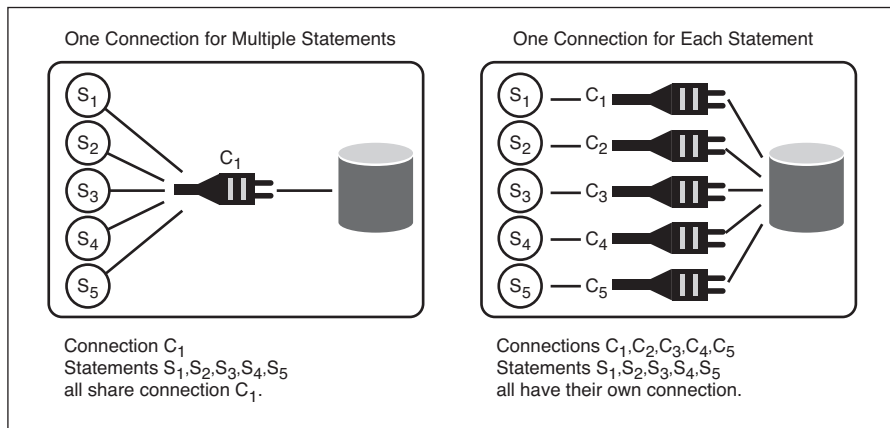 One Connection for Multiple Statements
S1
S2
S3
S4
S5
C1
Connection C1
Statements S1,S2,S3,S4,S5
all share connection C1.
One Connection for Each Statement
S1 C1
S2 C2
S3 C3
S4 C4
S5 C5
Connections C1,C2,C3,C4,C5
Statements S1,S2,S3,S4,S5
all have their own connection.